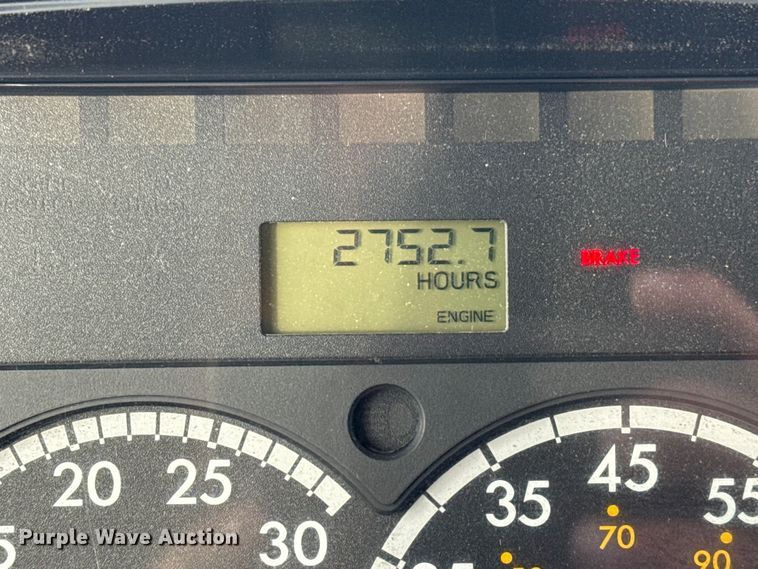 2752.7
HOURS
BRAKE
ENGINE
20 25 30
35 45 55
70 90
Purple Wave Auction